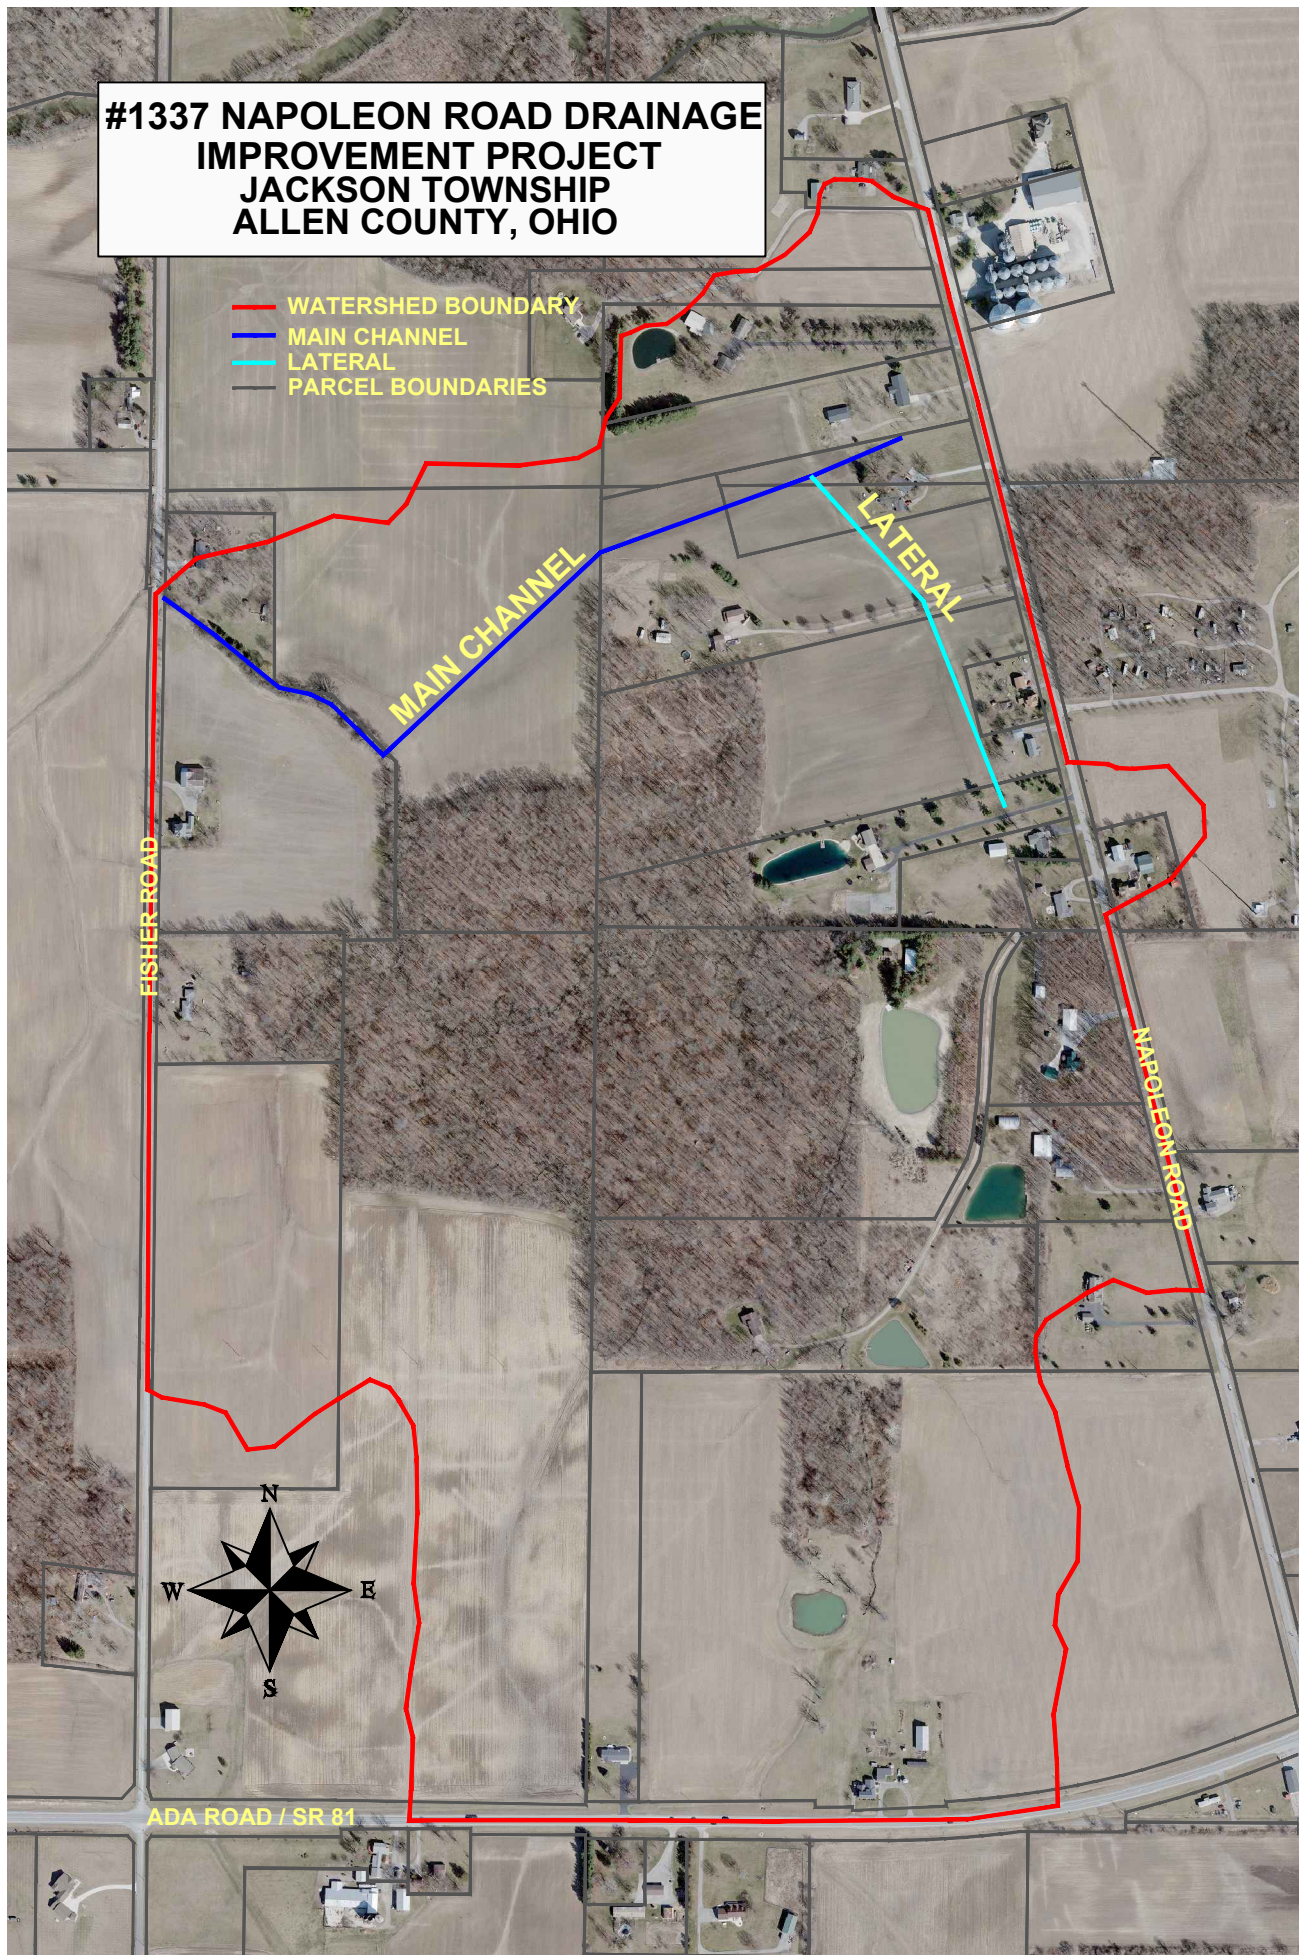 #1337 NAPOLEON ROAD DRAINAGE
IMPROVEMENT PROJECT
JACKSON TOWNSHIP
ALLEN COUNTY, OHIO
WATERSHED BOUNDARY
MAIN CHANNEL
LATERAL
PARCEL BOUNDARIES
LATERAL
MAIN CHANNEL
FISHER ROAD
NAPOLEON ROAD
N
W
E
S
ADA ROAD / SR 81